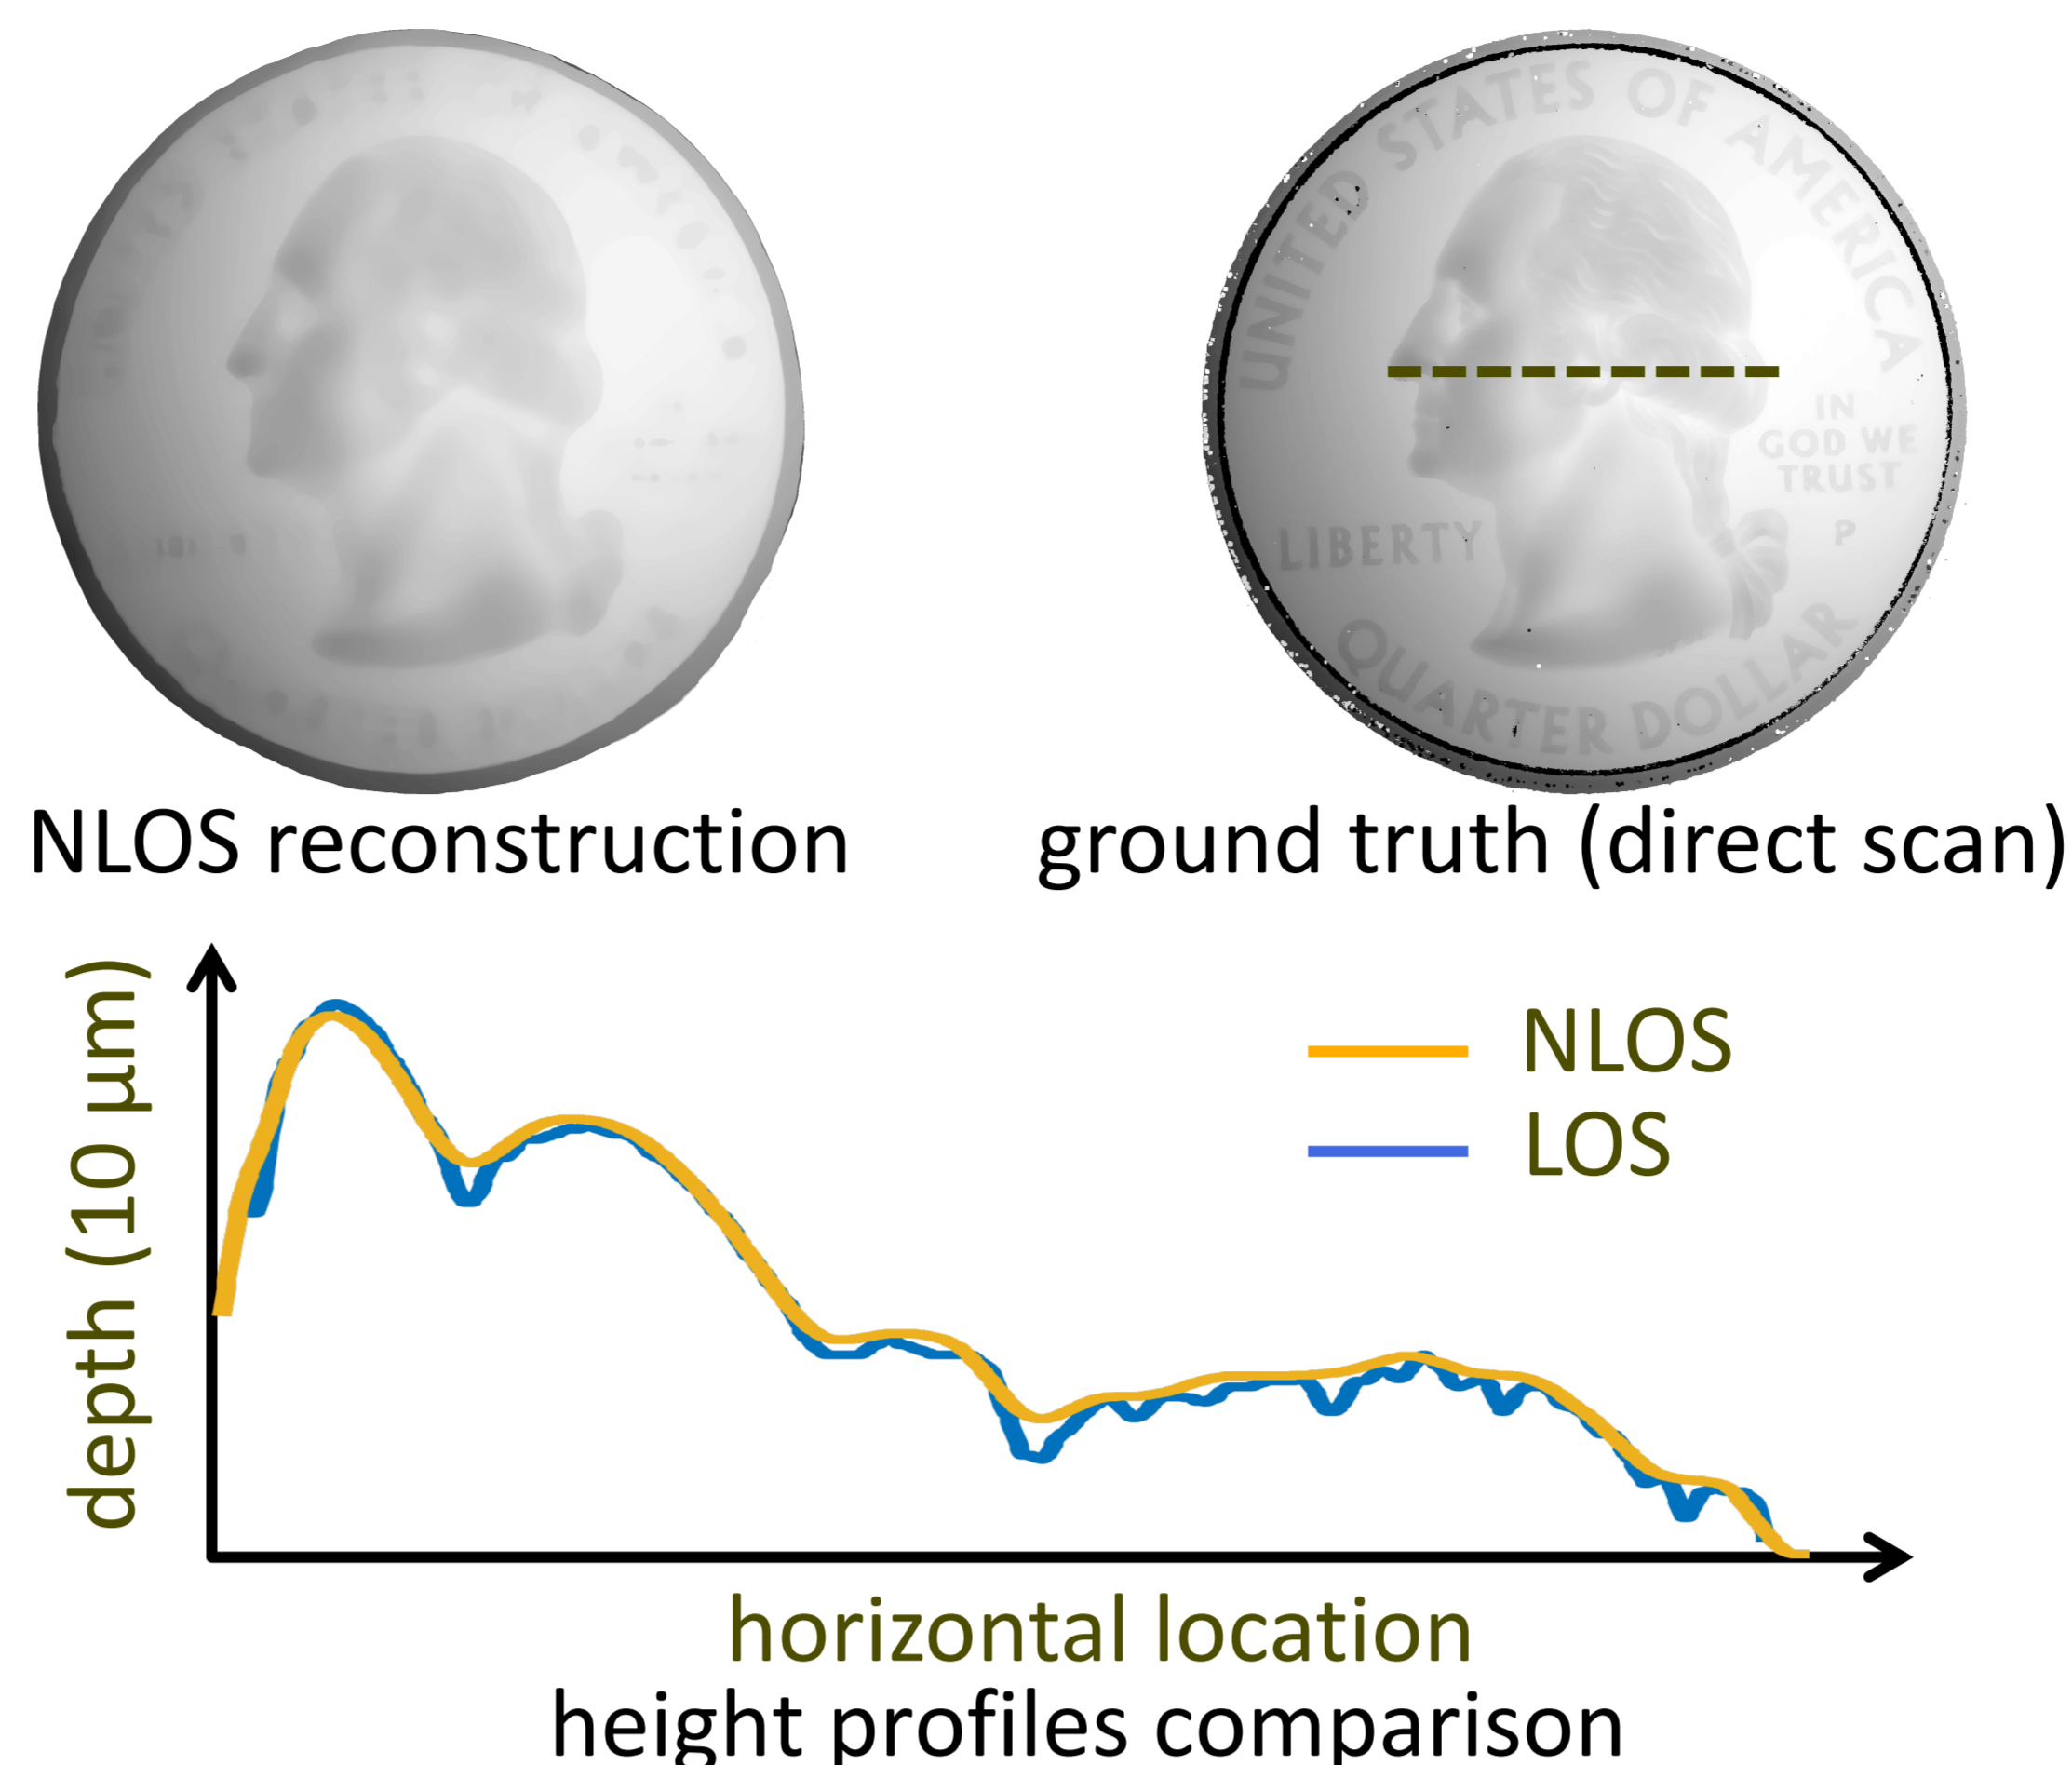 UNITED STATES OF AMERICA
IN
GOD WE
TRUST
LIBERTY
P
QUARTER DOLLAR
NLOS reconstruction
ground truth (direct scan)
depth (10 µm)
NLOS
LOS
horizontal location
height profiles comparison